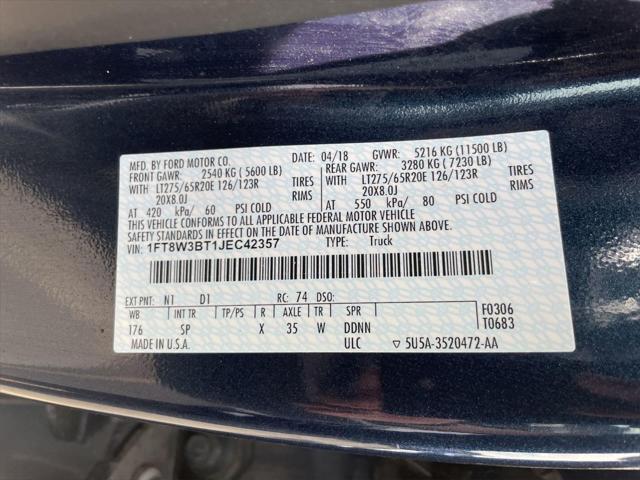 MFD. BY FORD MOTOR CO. DATE: 04/18 GVWR: 5216 KG (11500 LB)
FRONT GAWR: 2540 KG (5600 LB) REAR GAWR: 3280 KG (7230 LB)
WITH LT275/65R20E 126/123R TIRES WITH LT275/65R20E 126/123R TIRES
20X8.0J RIMS 20X8.0J RIMS
AT 420 kPa/ 60 PSI COLD AT 550 kPa/ 80 PSI COLD
THIS VEHICLE CONFORMS TO ALL APPLICABLE FEDERAL MOTOR VEHICLE
SAFETY STANDARDS IN EFFECT ON THE DATE OF MANUFACTURE SHOWN ABOVE.
VIN: 1FT8W3BT1JEC42357 TYPE: Truck
EXT PNT: N1 D1 RC: 74 DSO: F0306
WB INT TR TP/PS R AXLE TR SPR T0683
176 SP X 35 W DDNN
MADE IN U.S.A. ULC ▽ 5U5A-3520472-AA